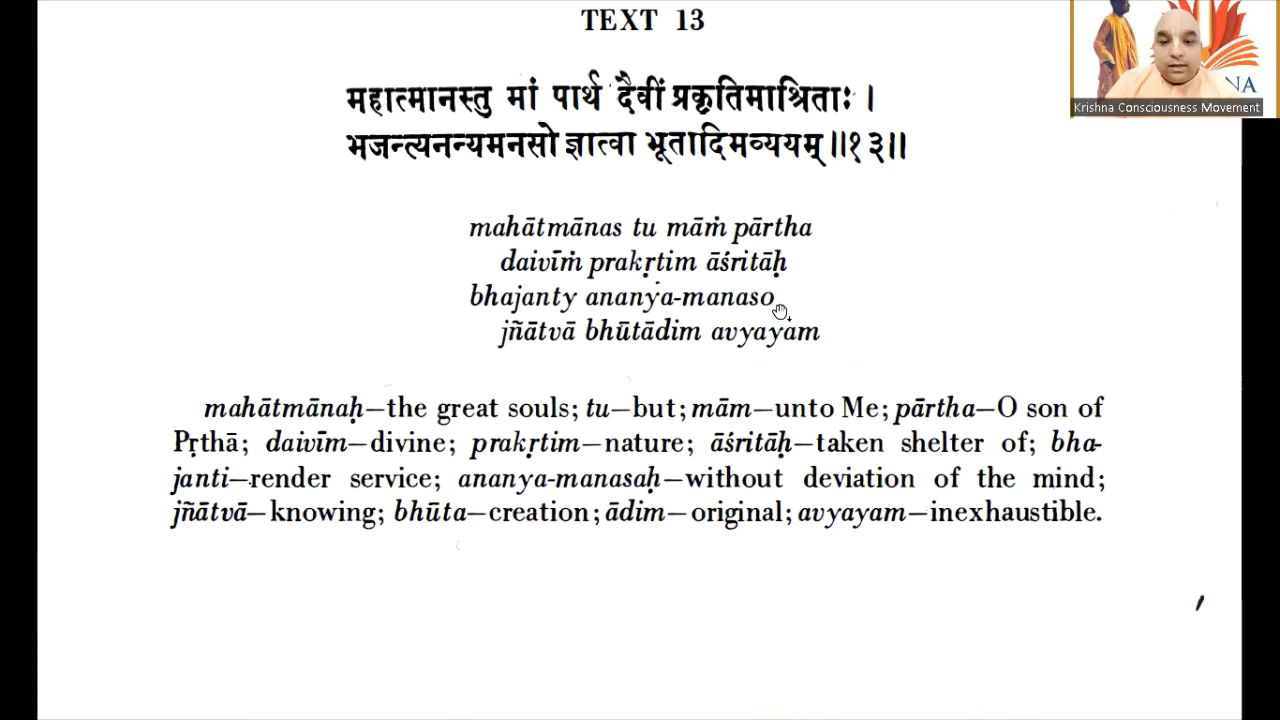 TEXT 13
महात्मानस्तु मां पार्थ दैवीं प्रकृतिमाश्रिताः ।
भजन्त्यनन्यमनसो ज्ञात्वा भूतादिमव्ययम् ॥१३॥
mahātmānas tu māṁ pārtha
daivīṁ prakṛtim āśritāḥ
bhajanty ananya-manaso
jñātvā bhūtādim avyayam
mahātmānaḥ—the great souls; tu—but; mām—unto Me; pārtha—O son of
Pṛthā; daivīm—divine; prakṛtim—nature; āśritāḥ—taken shelter of; bha-
janti—render service; ananya-manasaḥ—without deviation of the mind;
jñātvā—knowing; bhūta—creation; ādim—original; avyayam—inexhaustible.
NA
Krishna Consciousness Movement